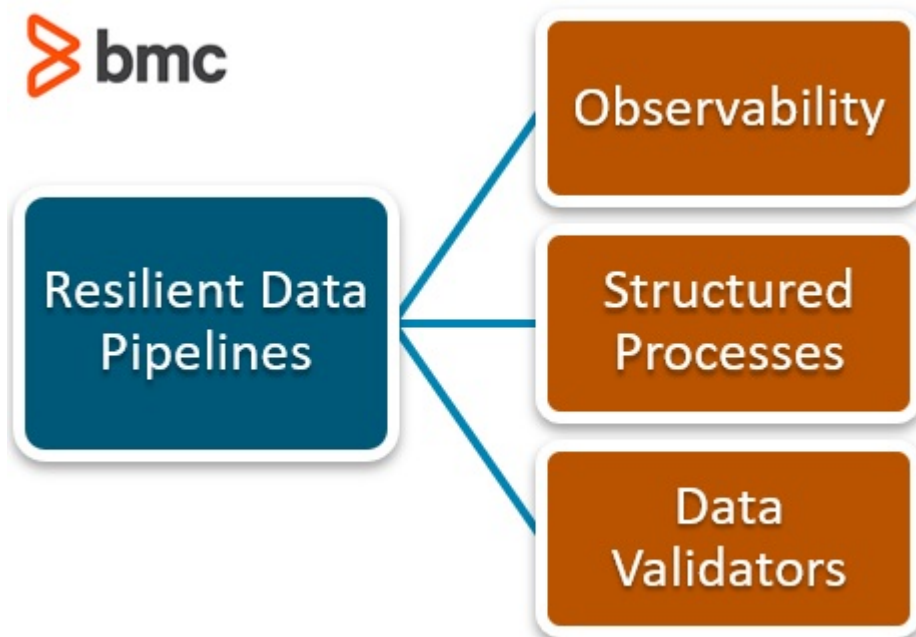 bmc
Resilient Data
Pipelines
Observability
Structured
Processes
Data
Validators